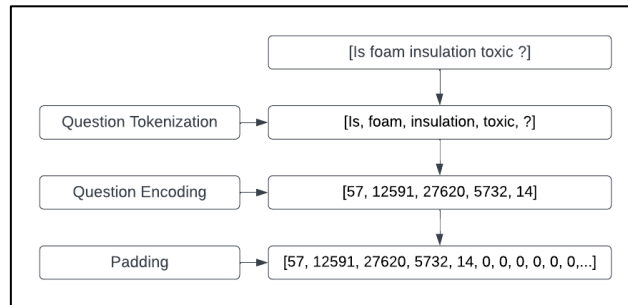 [Is foam insulation toxic ?]
Question Tokenization
[Is, foam, insulation, toxic, ?]
Question Encoding
[57, 12591, 27620, 5732, 14]
Padding
[57, 12591, 27620, 5732, 14, 0, 0, 0, 0, 0, 0,...]